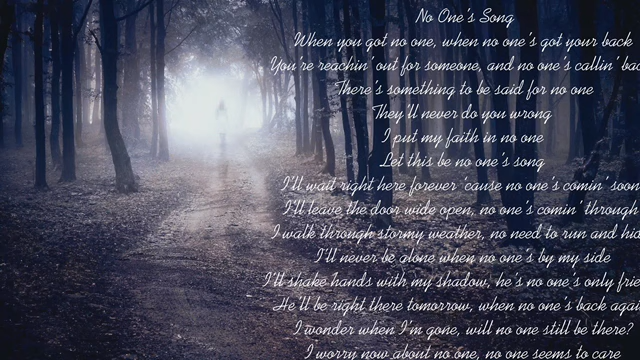 No One's Song
When you got no one, when no one's got your back
You're reachin' out for someone, and no one's callin' bac
There's something to be said for no one
They'll never do you wrong
I put my faith in no one
Let this be no one's song
I'll wait right here forever 'cause no one's comin' soon
I'll leave the door wide open, no one's comin' through
I walk through stormy weather, no need to run and hid
I'll never be alone when no one's by my side
I'll shake hands with my shadow, he's no one's only frie
He'll be right there tomorrow, when no one's back agai
I wonder when I'm gone, will no one still be there?
I worry now about no one, no one seems to care